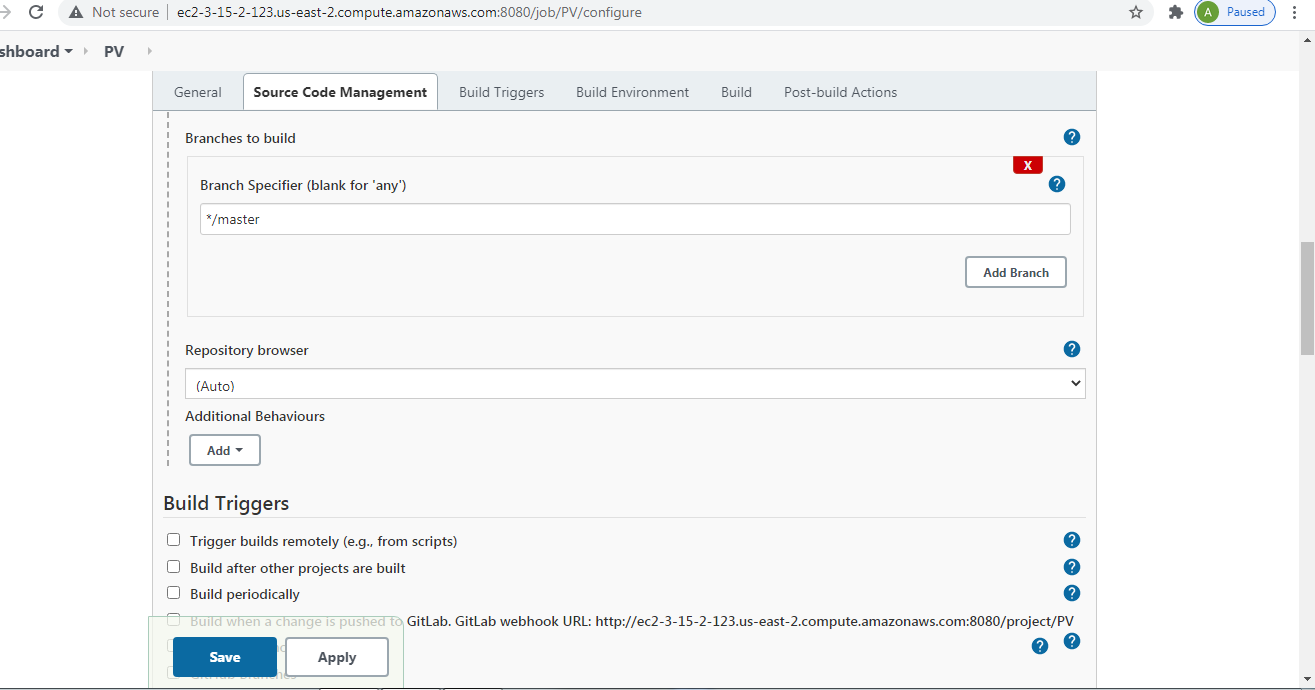 Not secure | ec2-3-15-2-123.us-east-2.compute.amazonaws.com:8080/job/PV/configure
A Paused
shboard PV
General Source Code Management Build Triggers Build Environment Build Post-build Actions
Branches to build ?
X
Branch Specifier (blank for 'any') ?
*/master
Add Branch
Repository browser ?
(Auto)
Additional Behaviours
Add
Build Triggers
Trigger builds remotely (e.g., from scripts) ?
Build after other projects are built ?
Build periodically ?
Build when a change is pushed to GitLab. GitLab webhook URL: http://ec2-3-15-2-123.us-east-2.compute.amazonaws.com:8080/project/PV
? ?
Save Apply
GitHub Branches